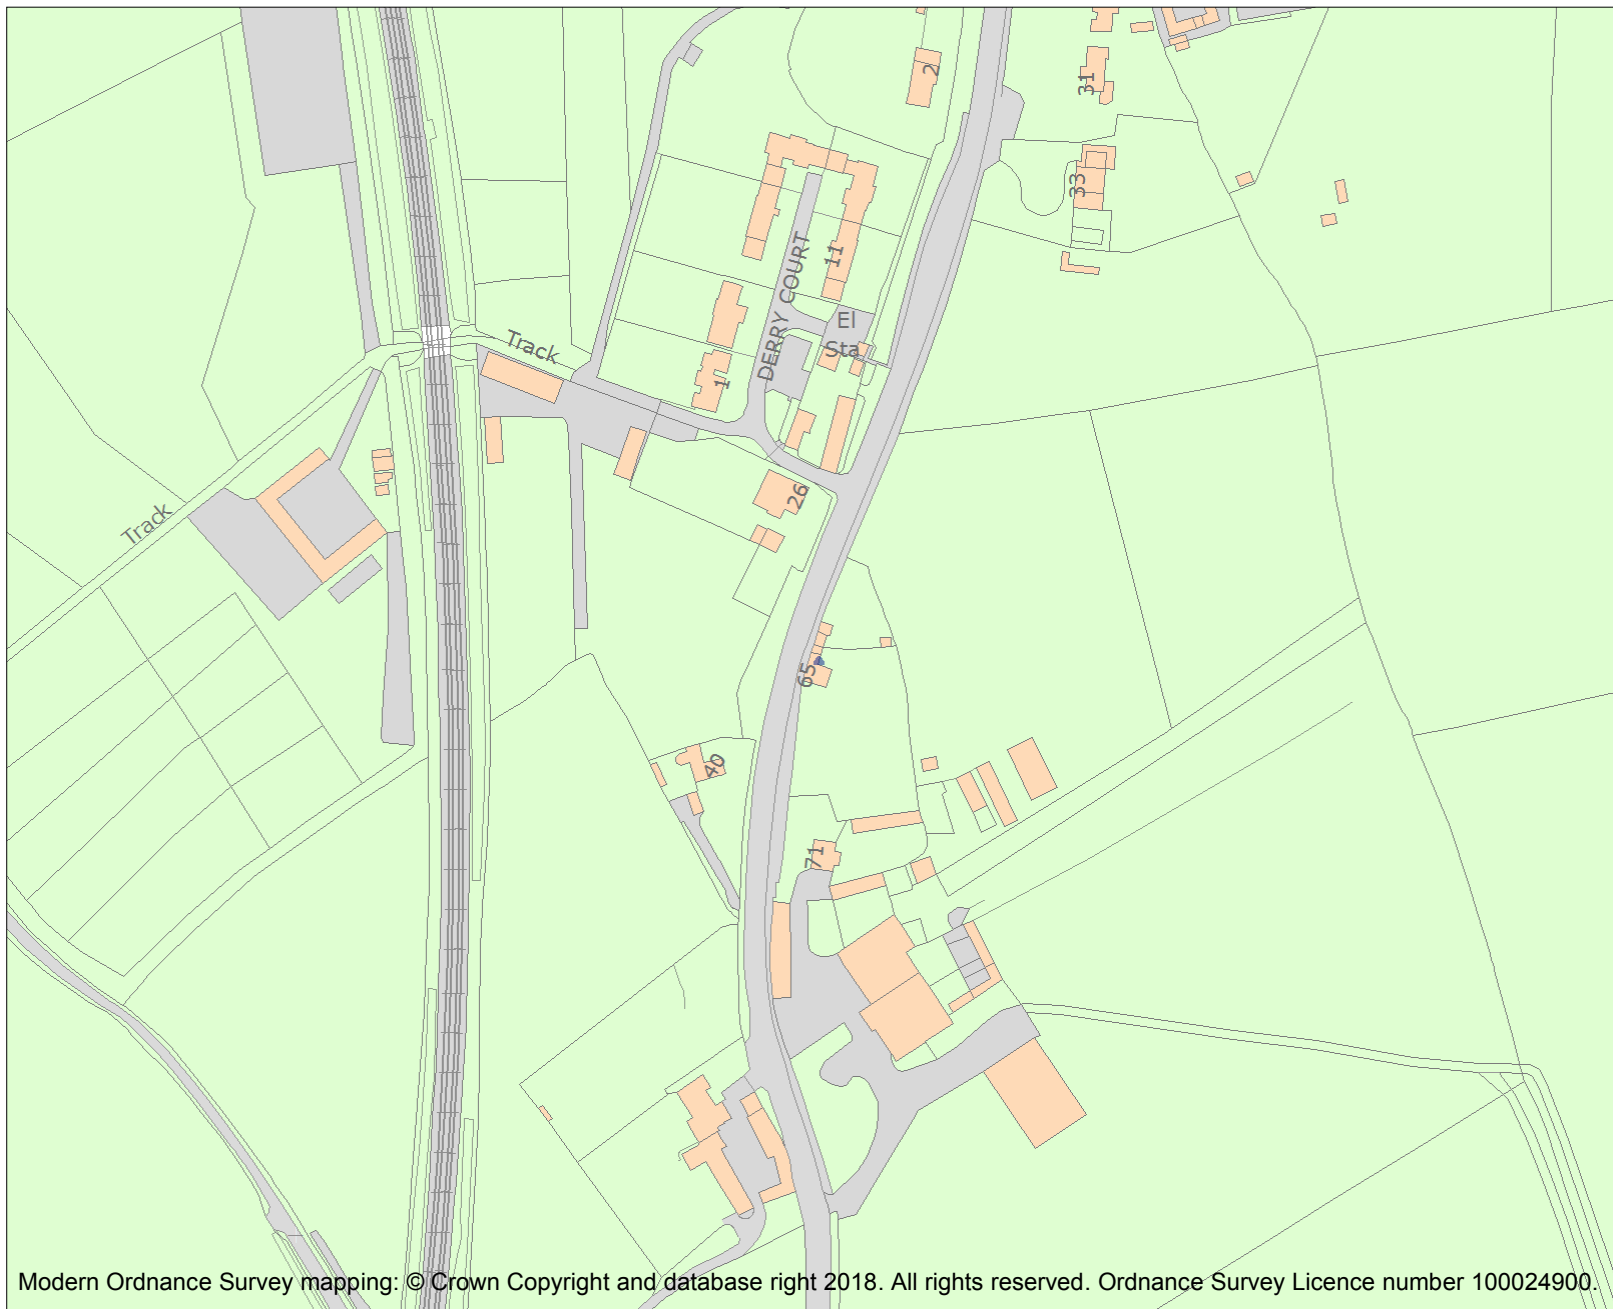 2
31
33
DERRY COURT
11
El
Sta
Track
1
26
Track
65
40
71
Modern Ordnance Survey mapping: © Crown Copyright and database right 2018. All rights reserved. Ordnance Survey Licence number 100024900.